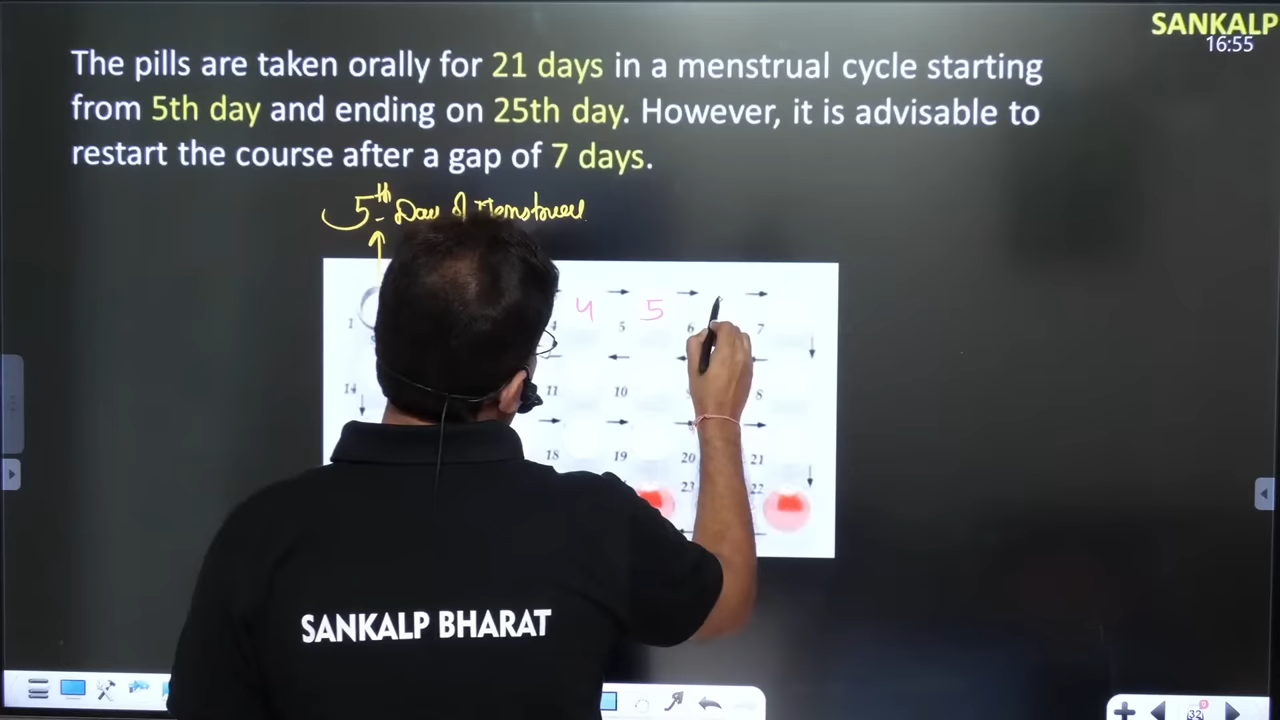 SANKALP
16:55
The pills are taken orally for 21 days in a menstrual cycle starting
from 5th day and ending on 25th day. However, it is advisable to
restart the course after a gap of 7 days.
5th Day of Menstrual
4 5
1 4 5 6 7
14 11 10 8
18 19 20 21
23 22
SANKALP BHARAT
32